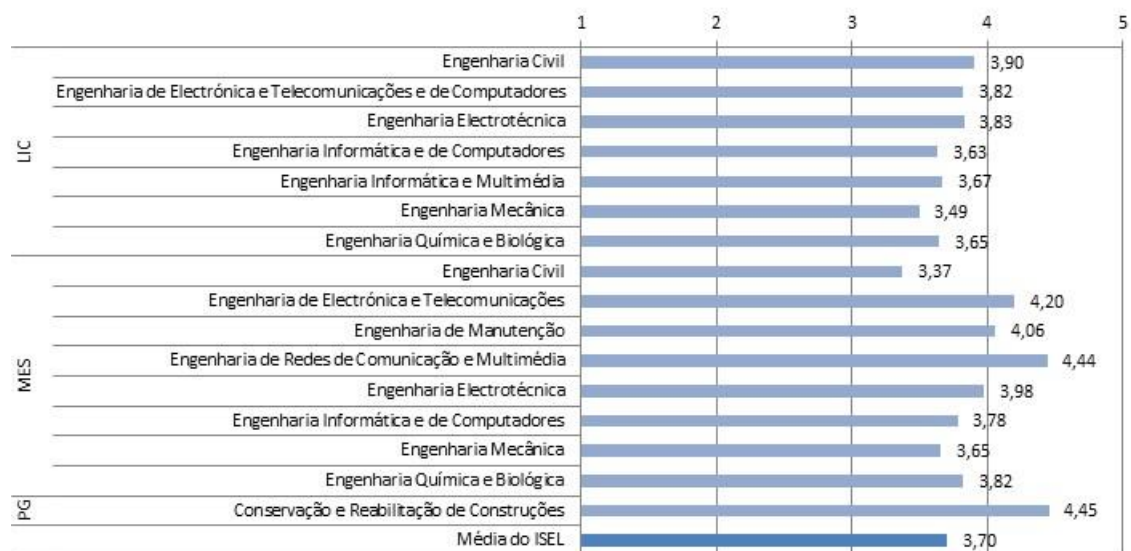 1 2 3 4 5
LIC
Engenharia Civil 3,90
Engenharia de Electrónica e Telecomunicações e de Computadores 3,82
Engenharia Electrotécnica 3,83
Engenharia Informática e de Computadores 3,63
Engenharia Informática e Multimédia 3,67
Engenharia Mecânica 3,49
Engenharia Química e Biológica 3,65
MES
Engenharia Civil 3,37
Engenharia de Electrónica e Telecomunicações 4,20
Engenharia de Manutenção 4,06
Engenharia de Redes de Comunicação e Multimédia 4,44
Engenharia Electrotécnica 3,98
Engenharia Informática e de Computadores 3,78
Engenharia Mecânica 3,65
Engenharia Química e Biológica 3,82
PG
Conservação e Reabilitação de Construções 4,45
Média do ISEL 3,70